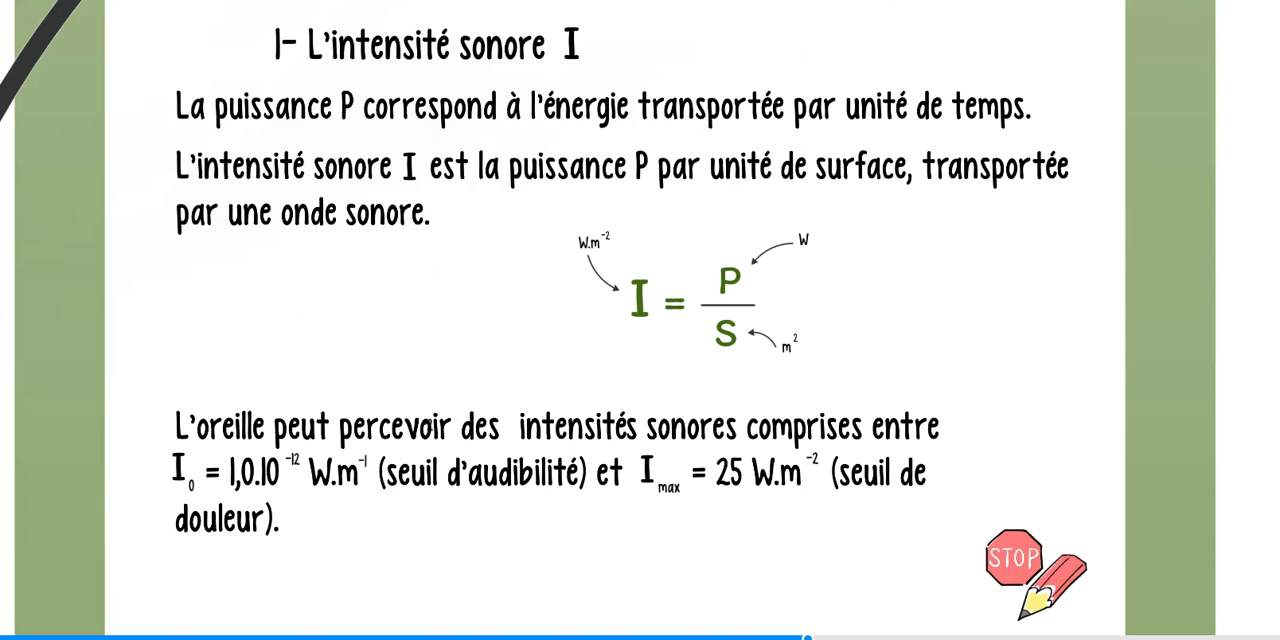 1- L'intensité sonore I
La puissance P correspond à l'énergie transportée par unité de temps.
L'intensité sonore I est la puissance P par unité de surface, transportée
par une onde sonore.
W.m⁻²
W
I = P / S
m²
L'oreille peut percevoir des intensités sonores comprises entre
I₀ = 1,0.10⁻¹² W.m⁻¹ (seuil d'audibilité) et I max = 25 W.m⁻² (seuil de
douleur).
STOP